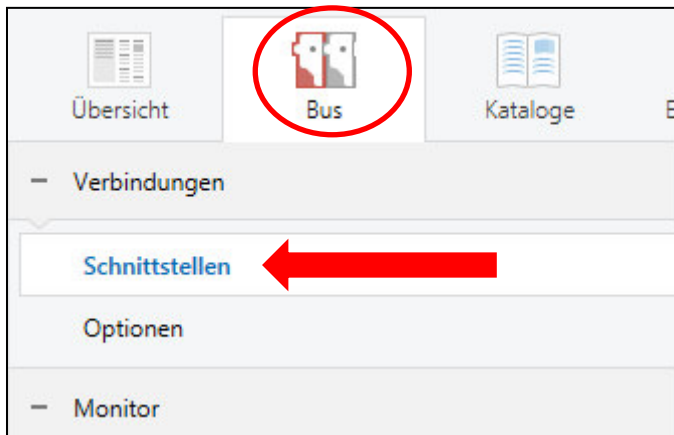 Übersicht Bus Kataloge
Verbindungen
Schnittstellen
Optionen
Monitor